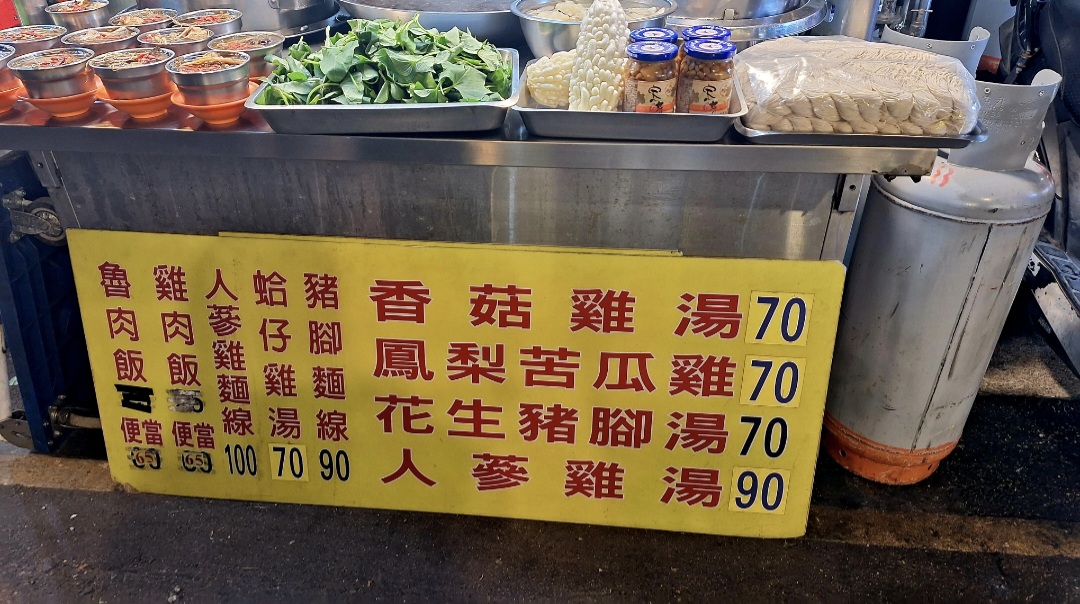 香菇雞湯 70
鳳梨苦瓜雞 70
花生豬腳湯 70
人蔘雞湯 90
豬腳麵線 90
蛤仔雞湯 70
人蔘雞麵線 100
雞肉飯
便當 65
魯肉飯
便當 65